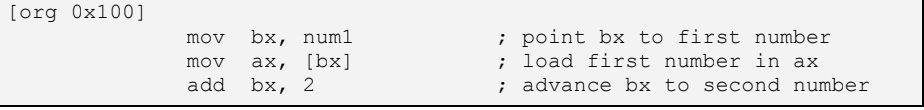 [org 0x100]
mov bx, num1 ; point bx to first number
mov ax, [bx] ; load first number in ax
add bx, 2 ; advance bx to second number